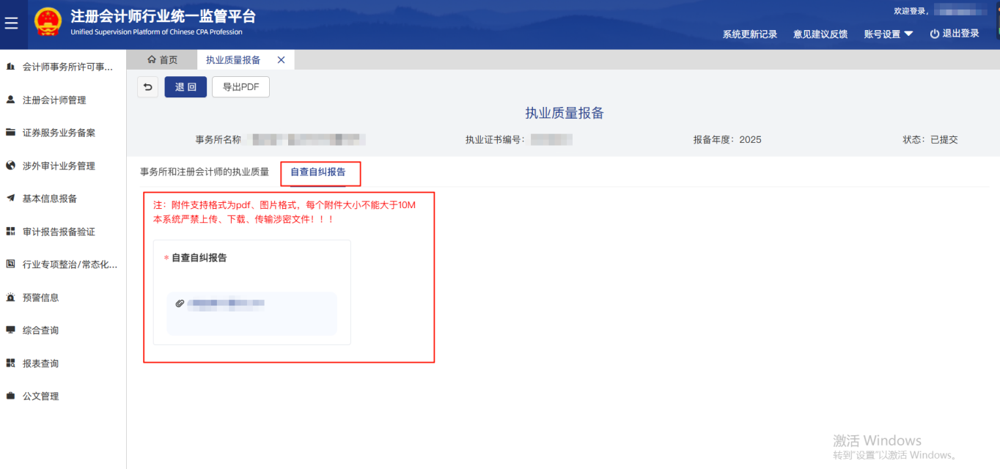 注册会计师行业统一监管平台
Unified Supervision Platform of Chinese CPA Profession
欢迎登录，
系统更新记录 意见建议反馈 账号设置 退出登录
会计师事务所许可事...
注册会计师管理
证券服务业务备案
涉外审计业务管理
基本信息报备
审计报告报备验证
行业专项整治/常态化...
预警信息
综合查询
报表查询
公文管理
首页 执业质量报备
退 回 导出PDF
执业质量报备
事务所名称 执业证书编号： 报备年度：2025 状态：已提交
事务所和注册会计师的执业质量 自查自纠报告
注：附件支持格式为pdf、图片格式，每个附件大小不能大于10M
本系统严禁上传、下载、传输涉密文件！！！
* 自查自纠报告
激活 Windows
转到"设置"以激活 Windows。